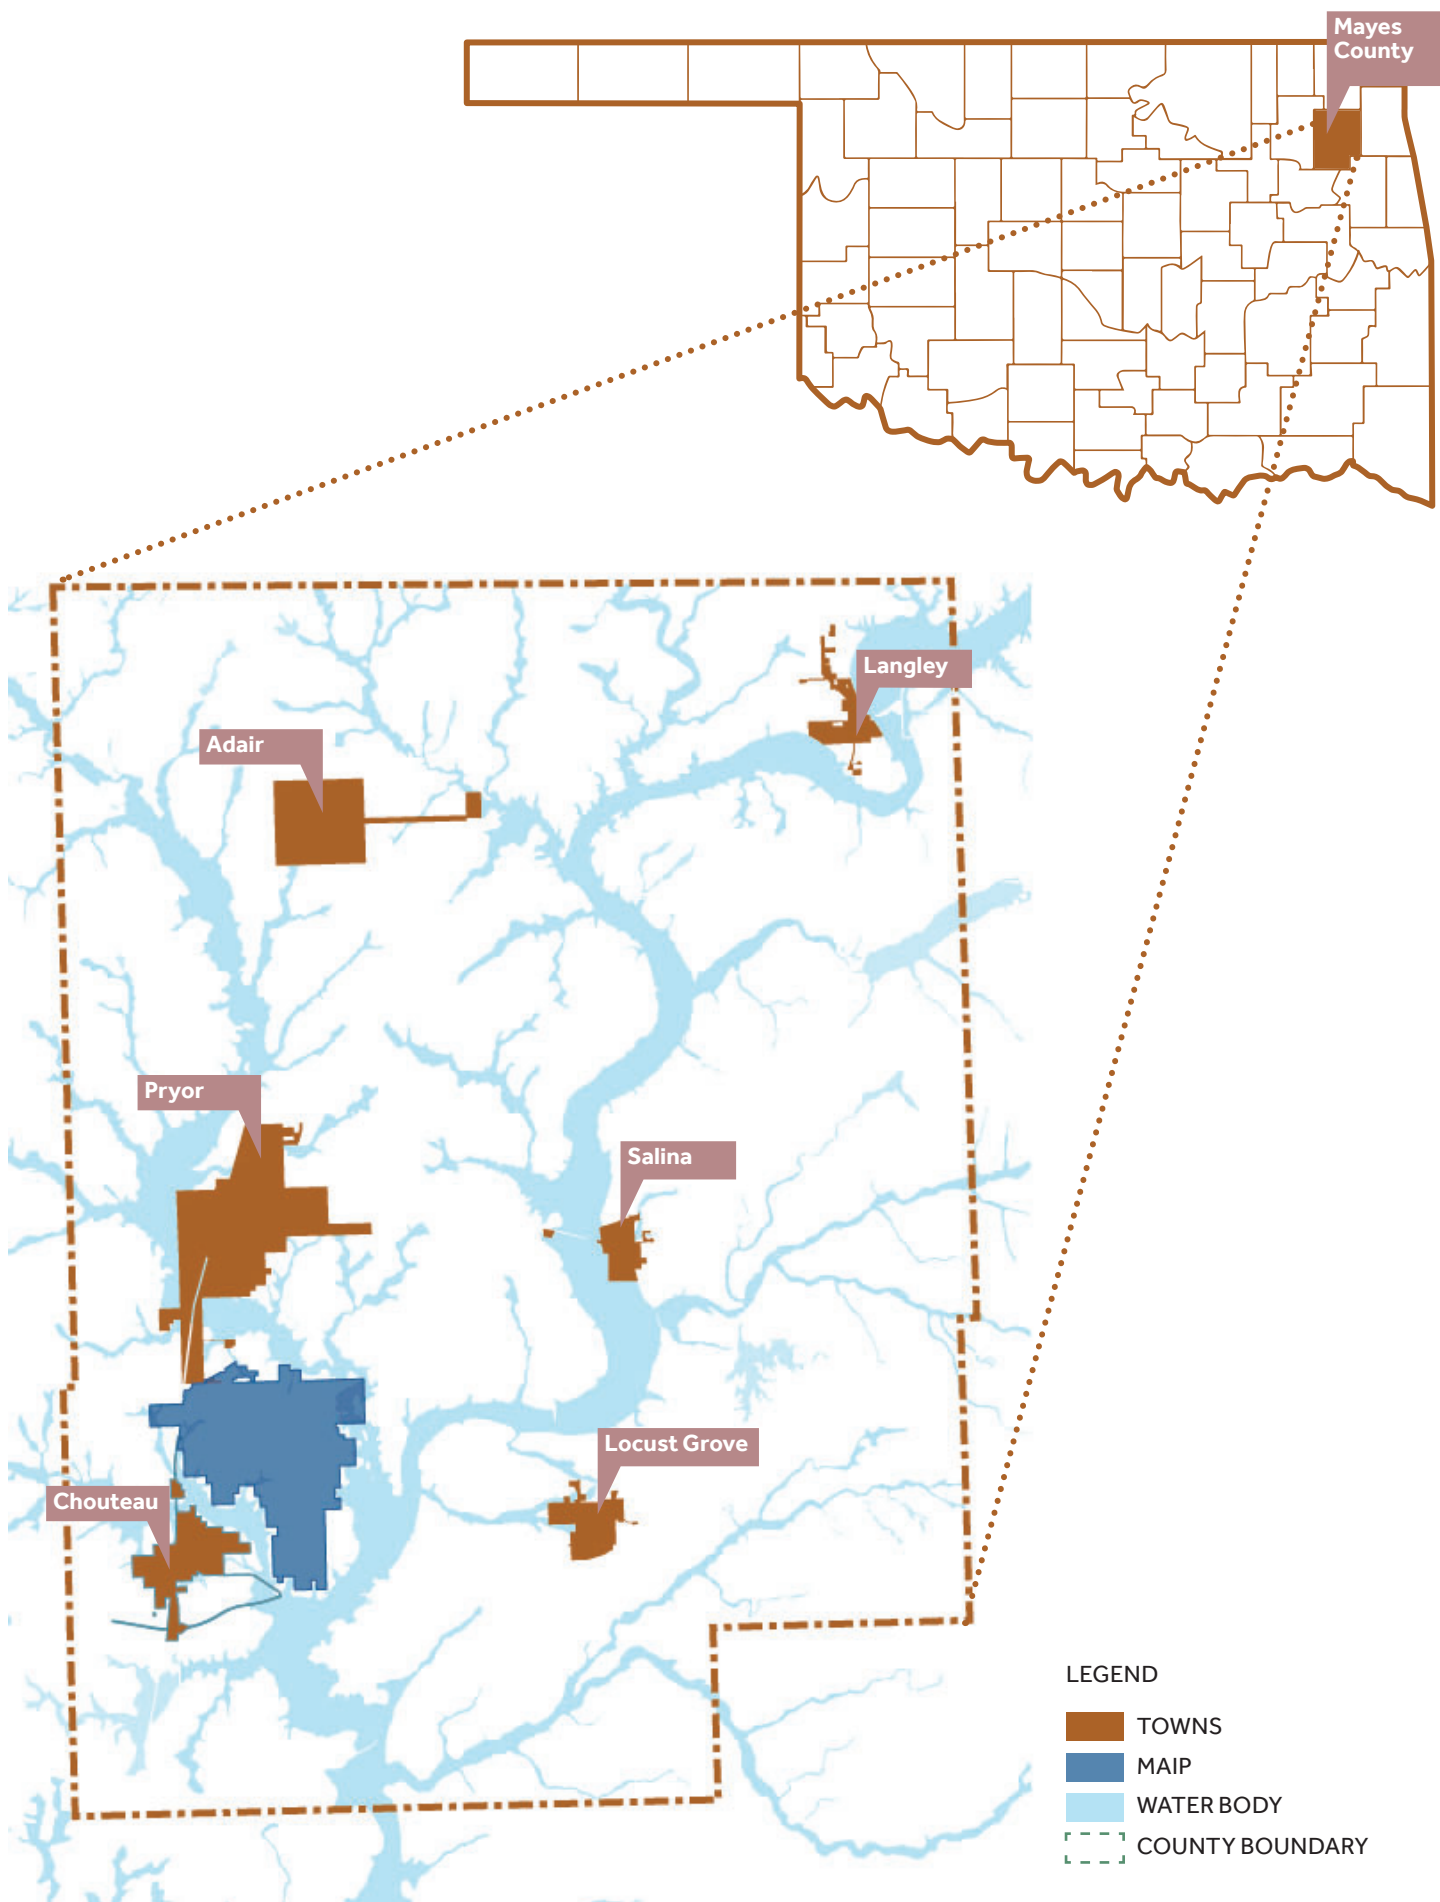 Mayes
County
Langley
Adair
Pryor
Salina
Locust Grove
Chouteau
LEGEND
TOWNS
MAIP
WATER BODY
COUNTY BOUNDARY